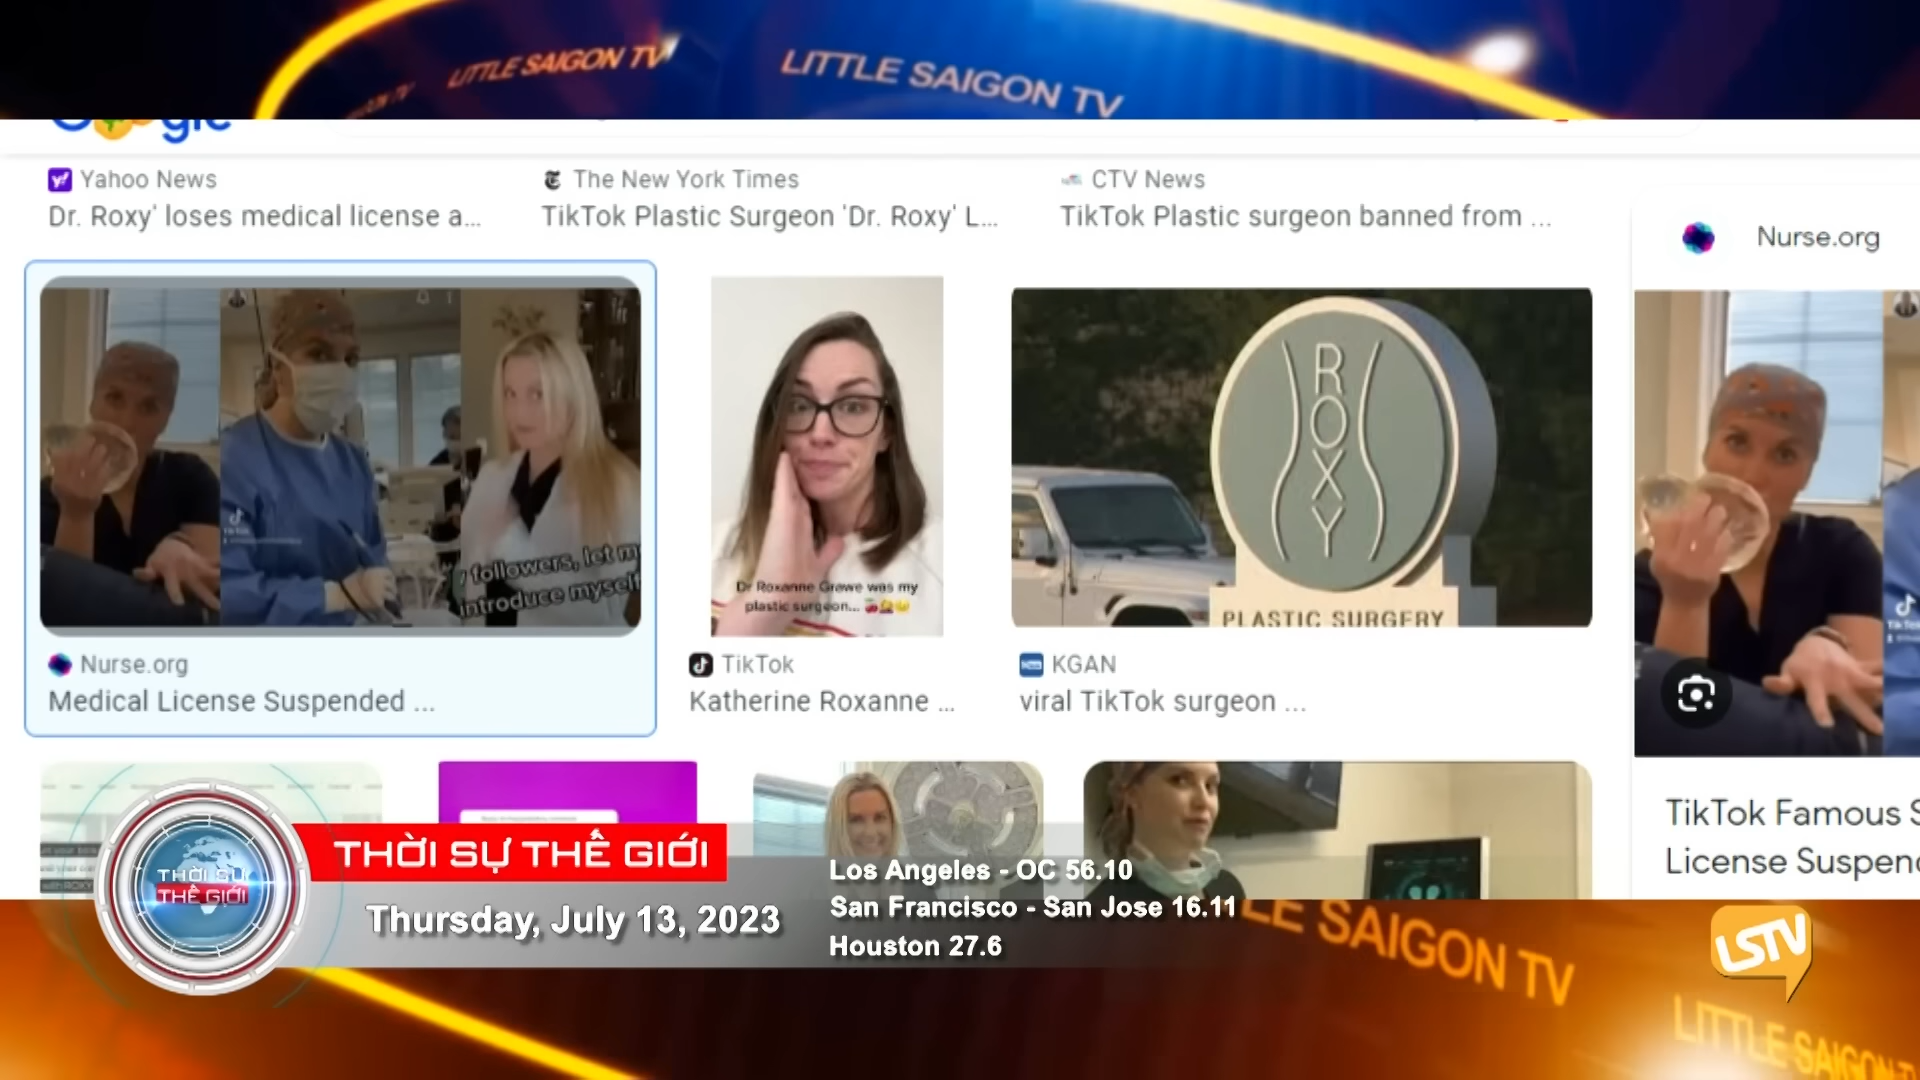 LITTLE SAIGON TV
LITTLE SAIGON TV
Google
Yahoo News
The New York Times
CTV News
Dr. Roxy' loses medical license a...
TikTok Plastic Surgeon 'Dr. Roxy' L...
TikTok Plastic surgeon banned from ...
Nurse.org
followers, let m
introduce myself
Dr Roxanne Grawe was my
plastic surgeon...
ROXY
PLASTIC SURGERY
Nurse.org
Medical License Suspended ...
TikTok
Katherine Roxanne ...
KGAN
viral TikTok surgeon ...
TikTok Famous S
License Suspend
THỜI SỰ
THẾ GIỚI
THỜI SỰ THẾ GIỚI
Thursday, July 13, 2023
Los Angeles - OC 56.10
San Francisco - San Jose 16.11
Houston 27.6
LE SAIGON TV
LSTV
LITTLE SAIGON TV